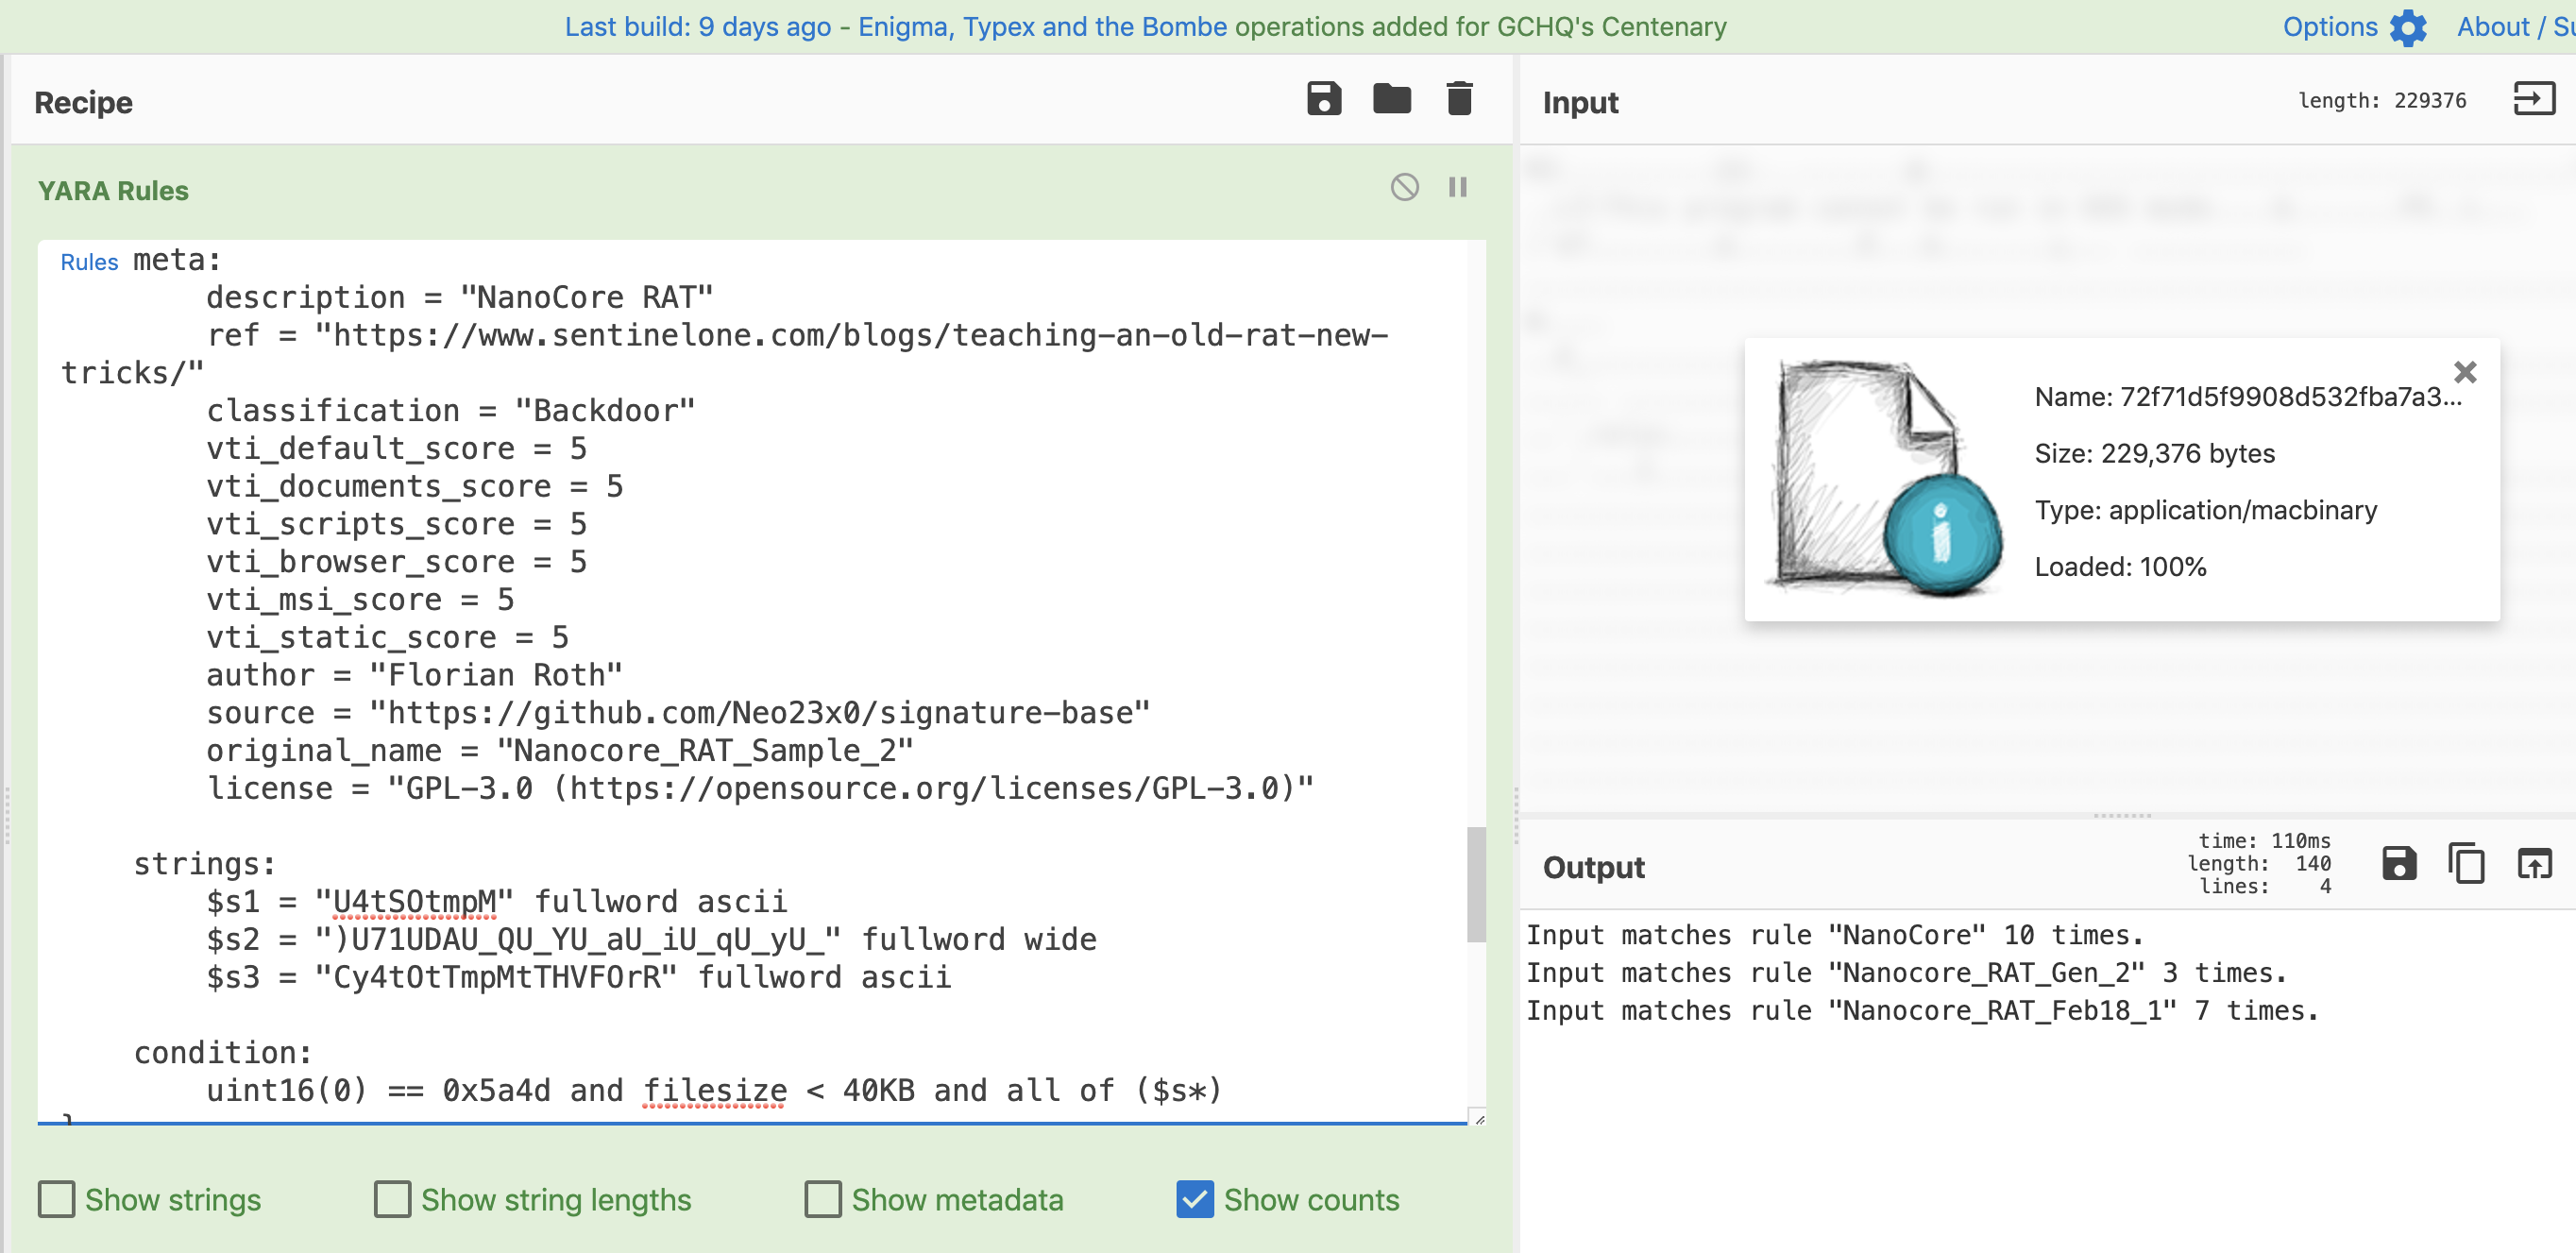 Last build: 9 days ago - Enigma, Typex and the Bombe operations added for GCHQ's Centenary
Options
About / Su
Recipe
YARA Rules
Rules meta:
description = "NanoCore RAT"
ref = "https://www.sentinelone.com/blogs/teaching-an-old-rat-new-
tricks/"
classification = "Backdoor"
vti_default_score = 5
vti_documents_score = 5
vti_scripts_score = 5
vti_browser_score = 5
vti_msi_score = 5
vti_static_score = 5
author = "Florian Roth"
source = "https://github.com/Neo23x0/signature-base"
original_name = "Nanocore_RAT_Sample_2"
license = "GPL-3.0 (https://opensource.org/licenses/GPL-3.0)"
strings:
$s1 = "U4tSOtmpM" fullword ascii
$s2 = ")U71UDAU_QU_YU_aU_iU_qU_yU_" fullword wide
$s3 = "Cy4tOtTmpMtTHVFOrR" fullword ascii
condition:
uint16(0) == 0x5a4d and filesize < 40KB and all of ($s*)
}
Show strings
Show string lengths
Show metadata
Show counts
Input
length: 229376
Name: 72f71d5f9908d532fba7a3...
Size: 229,376 bytes
Type: application/macbinary
Loaded: 100%
Output
time: 110ms
length: 140
lines: 4
Input matches rule "NanoCore" 10 times.
Input matches rule "Nanocore_RAT_Gen_2" 3 times.
Input matches rule "Nanocore_RAT_Feb18_1" 7 times.